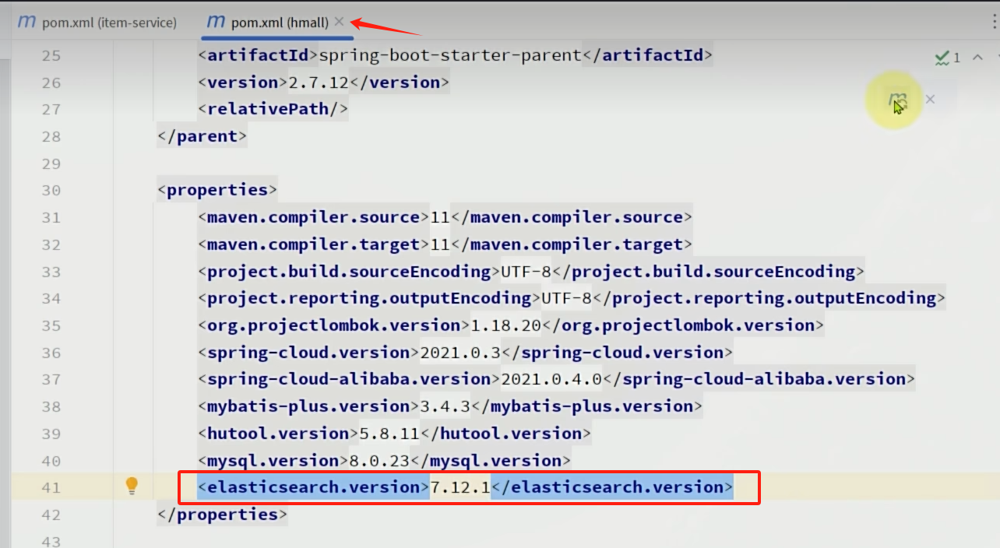 m pom.xml (item-service) m pom.xml (hmall) ×
25 <artifactId>spring-boot-starter-parent</artifactId> 1
26 <version>2.7.12</version>
27 <relativePath/> m ×
28 </parent>
29
30 <properties>
31 <maven.compiler.source>11</maven.compiler.source>
32 <maven.compiler.target>11</maven.compiler.target>
33 <project.build.sourceEncoding>UTF-8</project.build.sourceEncoding>
34 <project.reporting.outputEncoding>UTF-8</project.reporting.outputEncoding>
35 <org.projectlombok.version>1.18.20</org.projectlombok.version>
36 <spring-cloud.version>2021.0.3</spring-cloud.version>
37 <spring-cloud-alibaba.version>2021.0.4.0</spring-cloud-alibaba.version>
38 <mybatis-plus.version>3.4.3</mybatis-plus.version>
39 <hutool.version>5.8.11</hutool.version>
40 <mysql.version>8.0.23</mysql.version>
41 <elasticsearch.version>7.12.1</elasticsearch.version>
42 </properties>
43